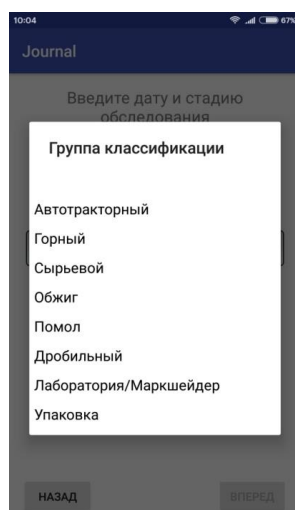 10:04
67%
Journal
Введите дату и стадию
обследования
Группа классификации
Автотракторный
Горный
Сырьевой
Обжиг
Помол
Дробильный
Лаборатория/Маркшейдер
Упаковка
НАЗАД
ВПЕРЕД